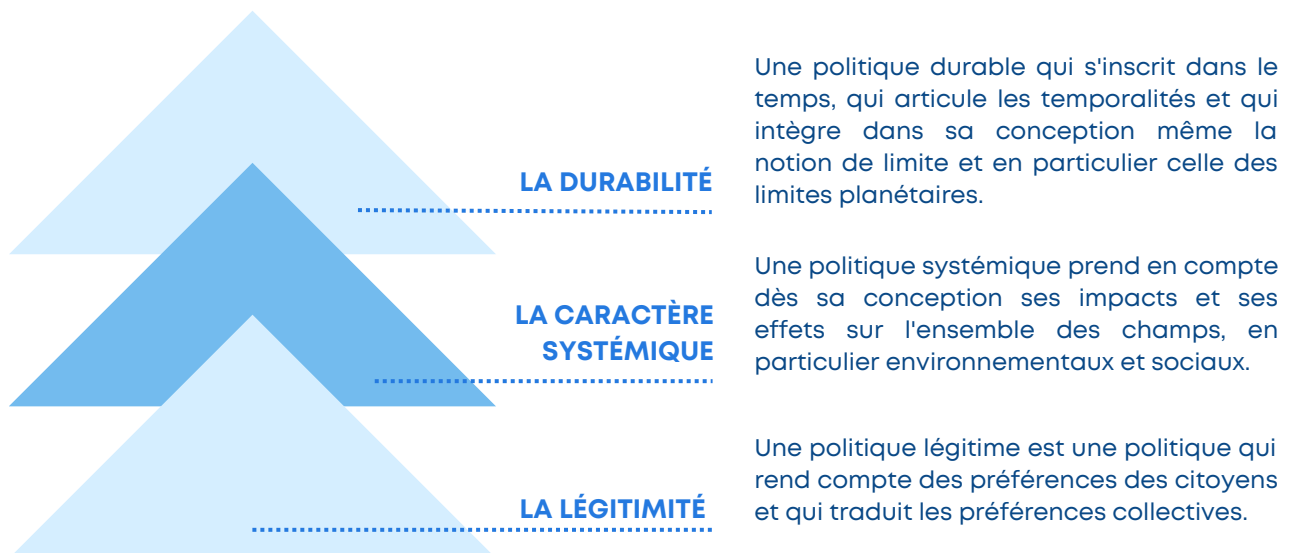 LA DURABILITÉ
Une politique durable qui s'inscrit dans le
temps, qui articule les temporalités et qui
intègre dans sa conception même la
notion de limite et en particulier celle des
limites planétaires.
LA CARACTÈRE
SYSTÉMIQUE
Une politique systémique prend en compte
dès sa conception ses impacts et ses
effets sur l'ensemble des champs, en
particulier environnementaux et sociaux.
LA LÉGITIMITÉ
Une politique légitime est une politique qui
rend compte des préférences des citoyens
et qui traduit les préférences collectives.